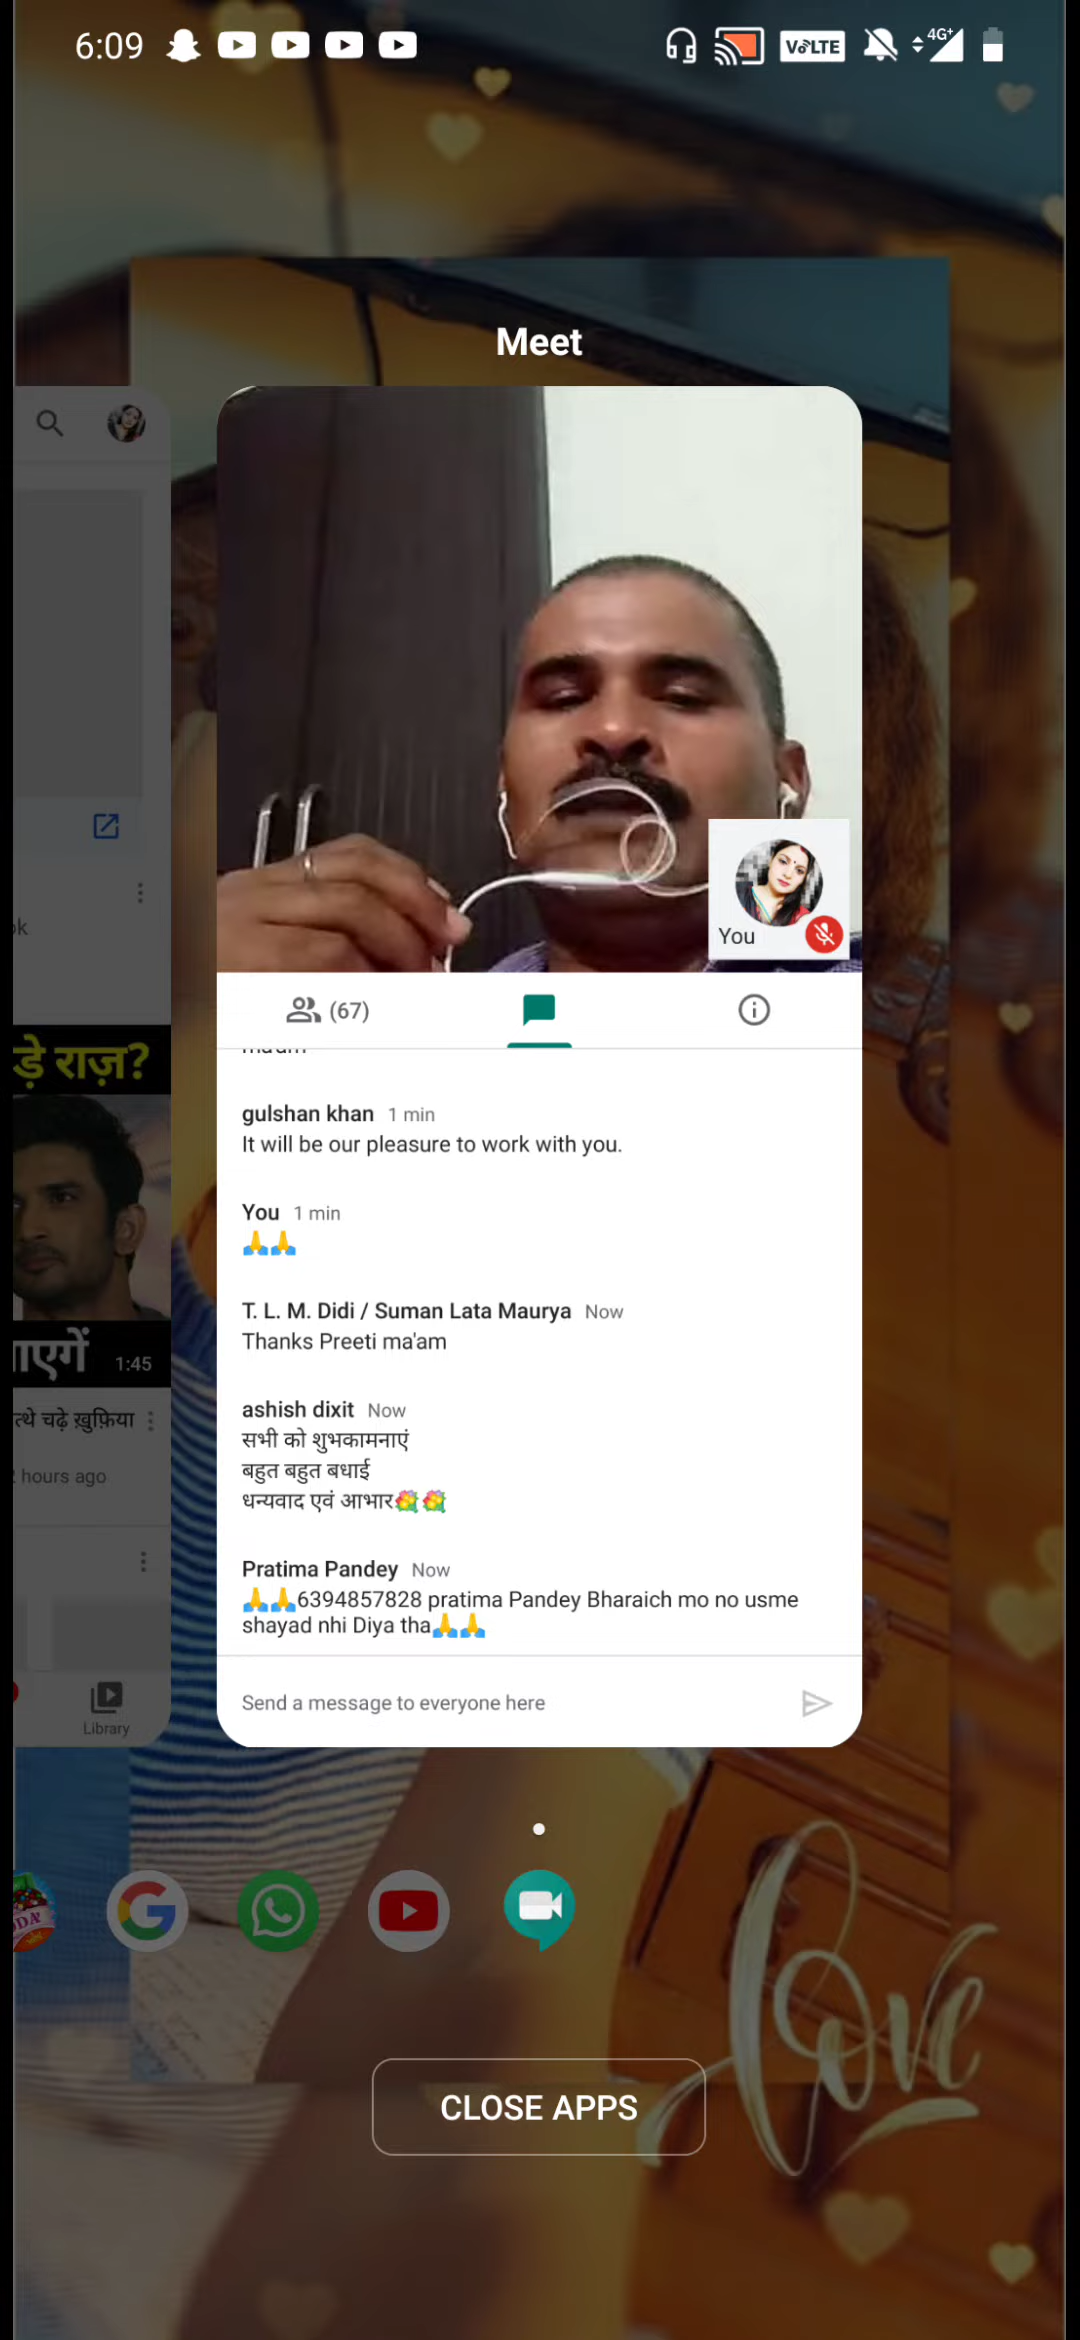 6:09
VoLTE
4G+
Meet
You
(67)
gulshan khan 1 min
It will be our pleasure to work with you.
You 1 min
🙏🙏
T. L. M. Didi / Suman Lata Maurya Now
Thanks Preeti ma'am
ashish dixit Now
सभी को शुभकामनाएं
बहुत बहुत बधाई
धन्यवाद एवं आभार💐💐
Pratima Pandey Now
🙏🙏6394857828 pratima Pandey Bharaich mo no usme
shayad nhi Diya tha🙏🙏
Send a message to everyone here
ड़े राज़?
1:45
चढ़े ख़ुफ़िया
hours ago
Library
CLOSE APPS
Love